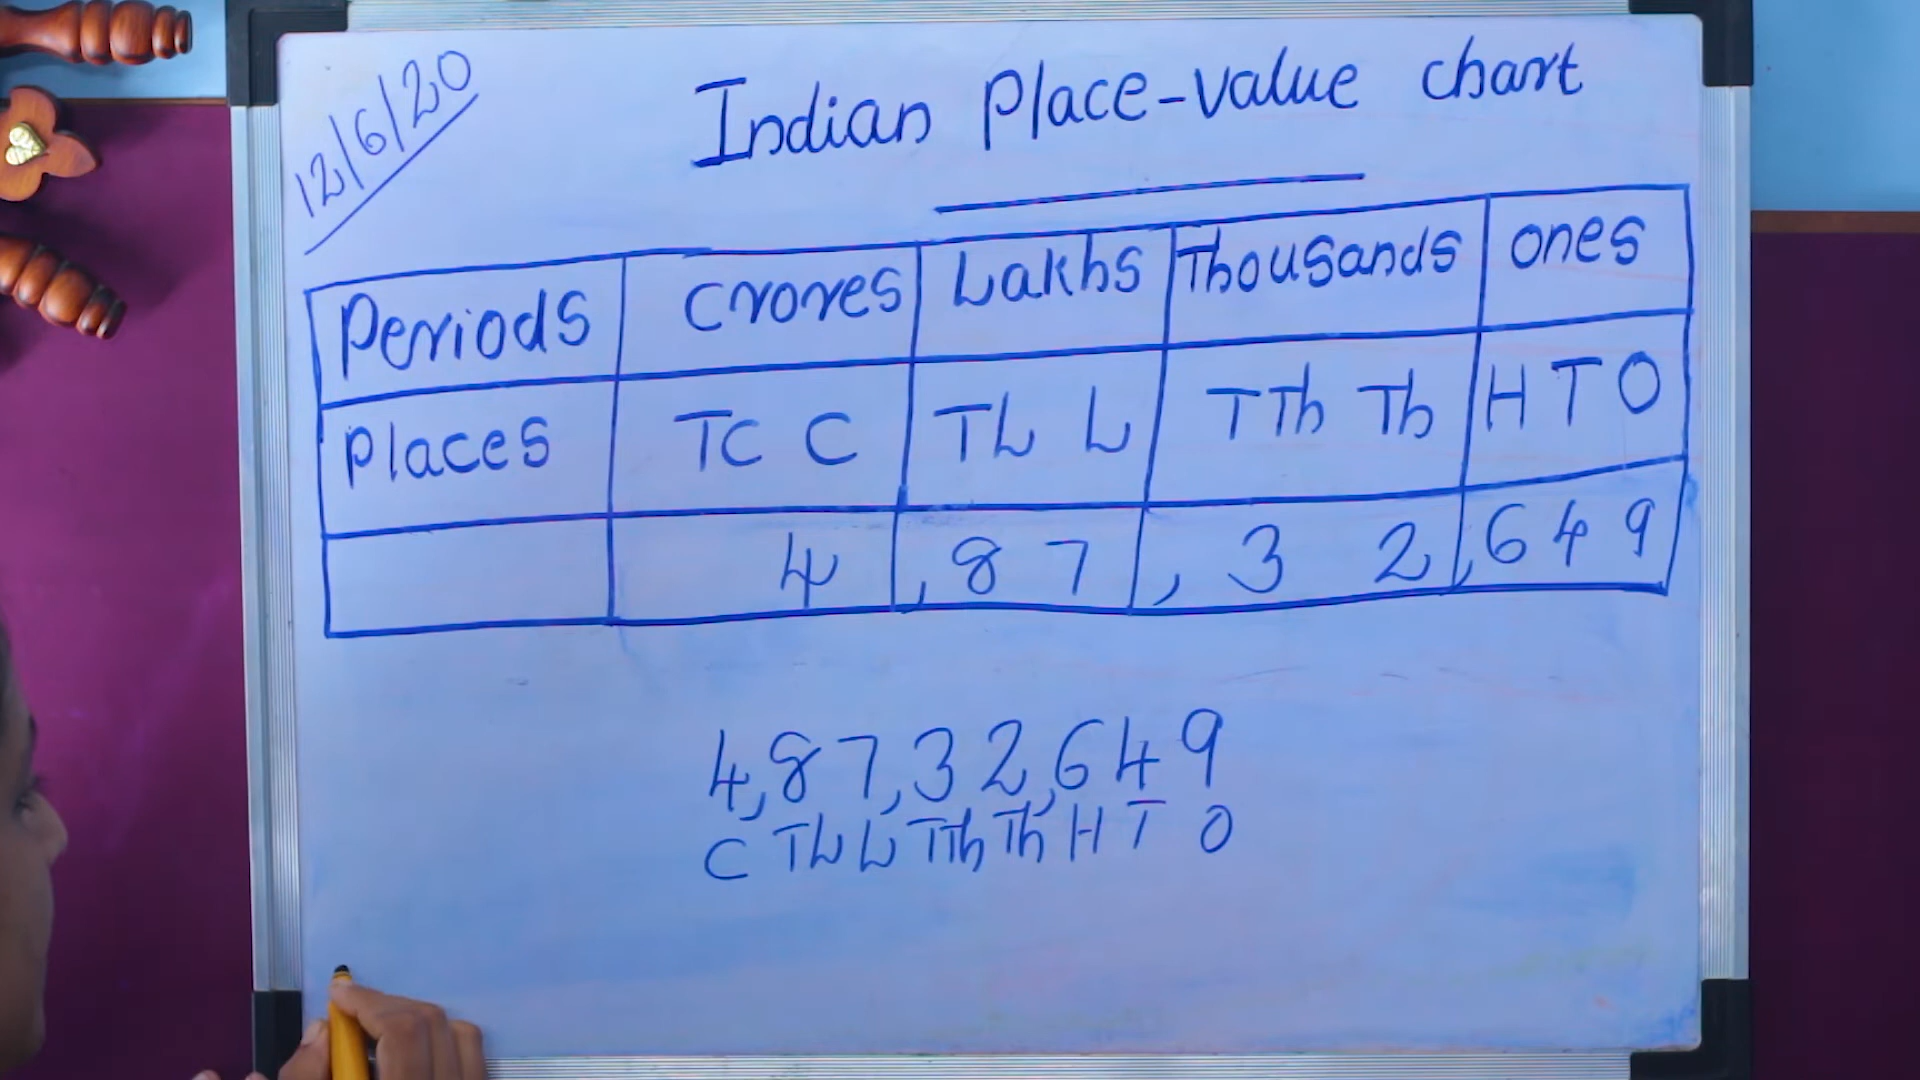 12/6/20
Indian Place-value chart
Periods Crores Lakhs Thousands ones
Places TC C TL L TTh Th H T O
4 ,8 7 , 3 2 ,6 4 9
4,87,32,649
C TL L TTh Th H T O